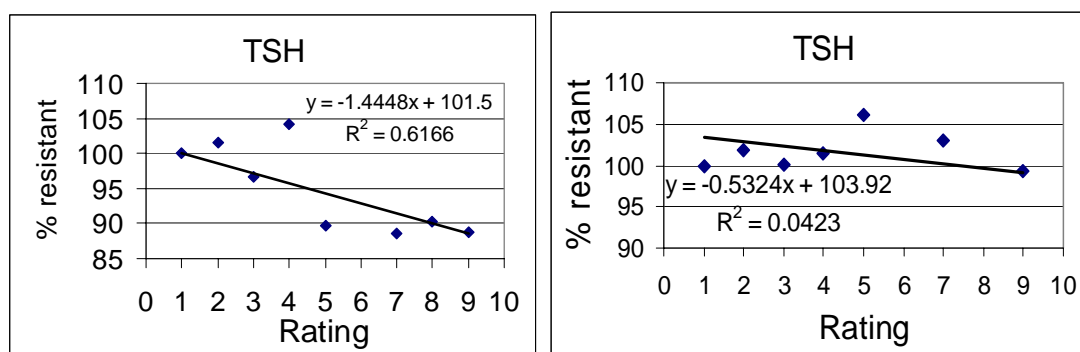 TSH
y = -1.4448x + 101.5
R² = 0.6166
% resistant
110
105
100
95
90
85
0 1 2 3 4 5 6 7 8 9 10
Rating
TSH
% resistant
110
105
100
95
90
y = -0.5324x + 103.92
R² = 0.0423
0 1 2 3 4 5 6 7 8 9 10
Rating